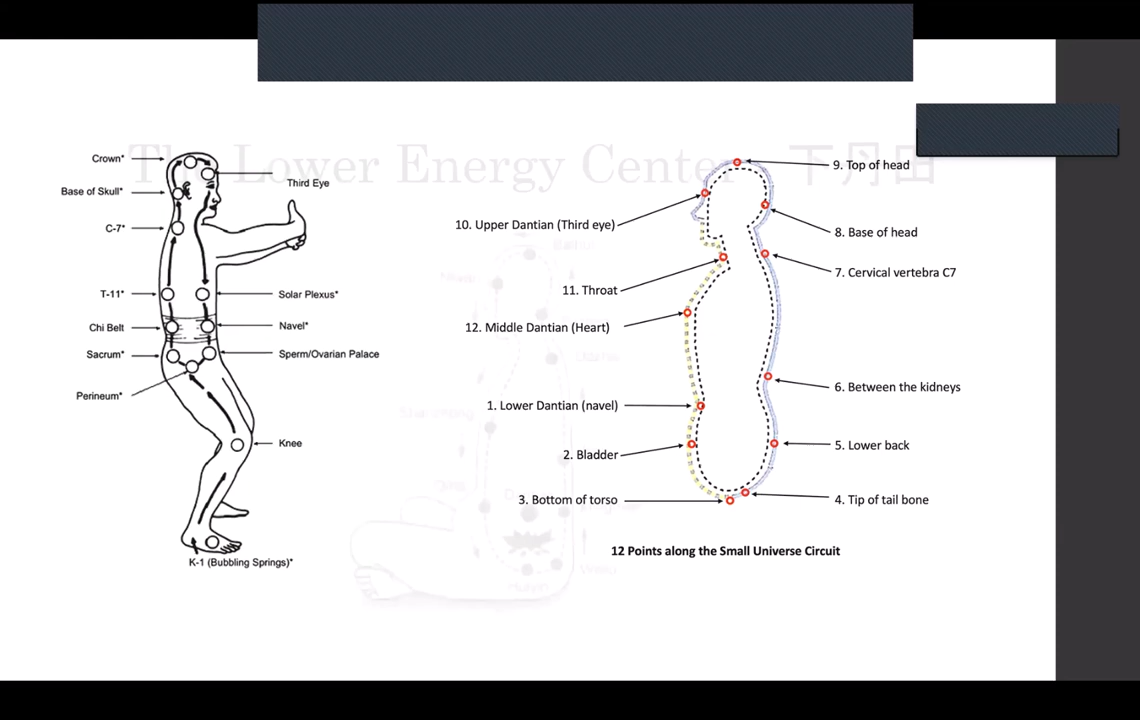 The Lower Energy Center 下丹田
Crown*
Third Eye
Base of Skull*
C-7*
T-11*
Solar Plexus*
Chi Belt
Navel*
Sacrum*
Sperm/Ovarian Palace
Perineum*
Knee
K-1 (Bubbling Springs)*
9. Top of head
10. Upper Dantian (Third eye)
8. Base of head
11. Throat
7. Cervical vertebra C7
12. Middle Dantian (Heart)
6. Between the kidneys
1. Lower Dantian (navel)
5. Lower back
2. Bladder
3. Bottom of torso
4. Tip of tail bone
12 Points along the Small Universe Circuit